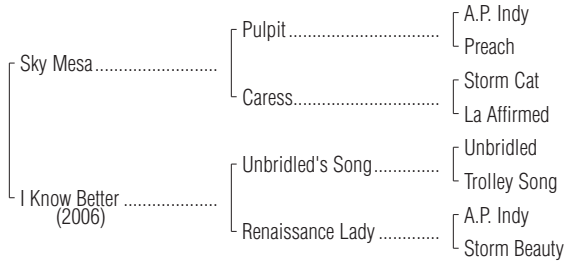 A.P. Indy
Pulpit
Preach
Sky Mesa
Storm Cat
Caress
La Affirmed
Unbridled
Unbridled's Song
Trolley Song
I Know Better
(2006)
A.P. Indy
Renaissance Lady
Storm Beauty